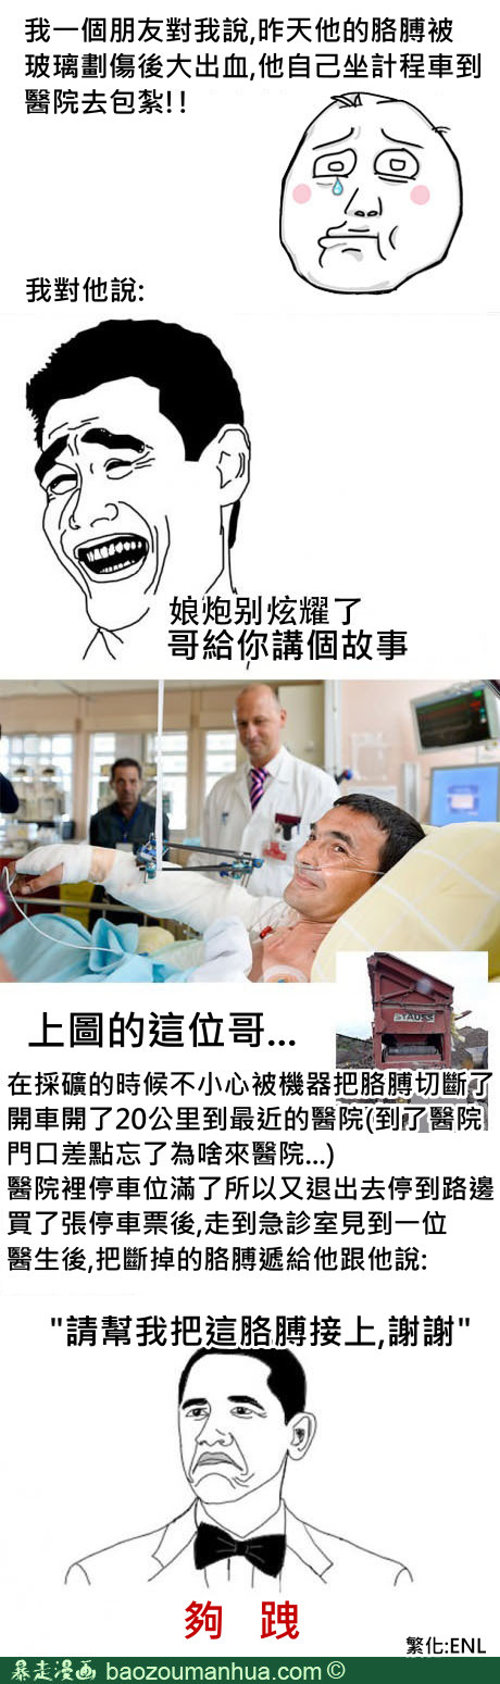 我一個朋友對我說,昨天他的胳膊被
玻璃劃傷後大出血,他自己坐計程車到
醫院去包紮!!
我對他說:
娘炮别炫耀了
哥給你講個故事
STAUSS
上圖的這位哥...
在採礦的時候不小心被機器把胳膊切斷了
開車開了20公里到最近的醫院(到了醫院
門口差點忘了為啥來醫院...)
醫院裡停車位滿了所以又退出去停到路邊
買了張停車票後,走到急診室見到一位
醫生後,把斷掉的胳膊遞給他跟他說:
"請幫我把這胳膊接上,謝謝"
夠 跩
繁化:ENL
暴走漫画 baozoumanhua.com ©